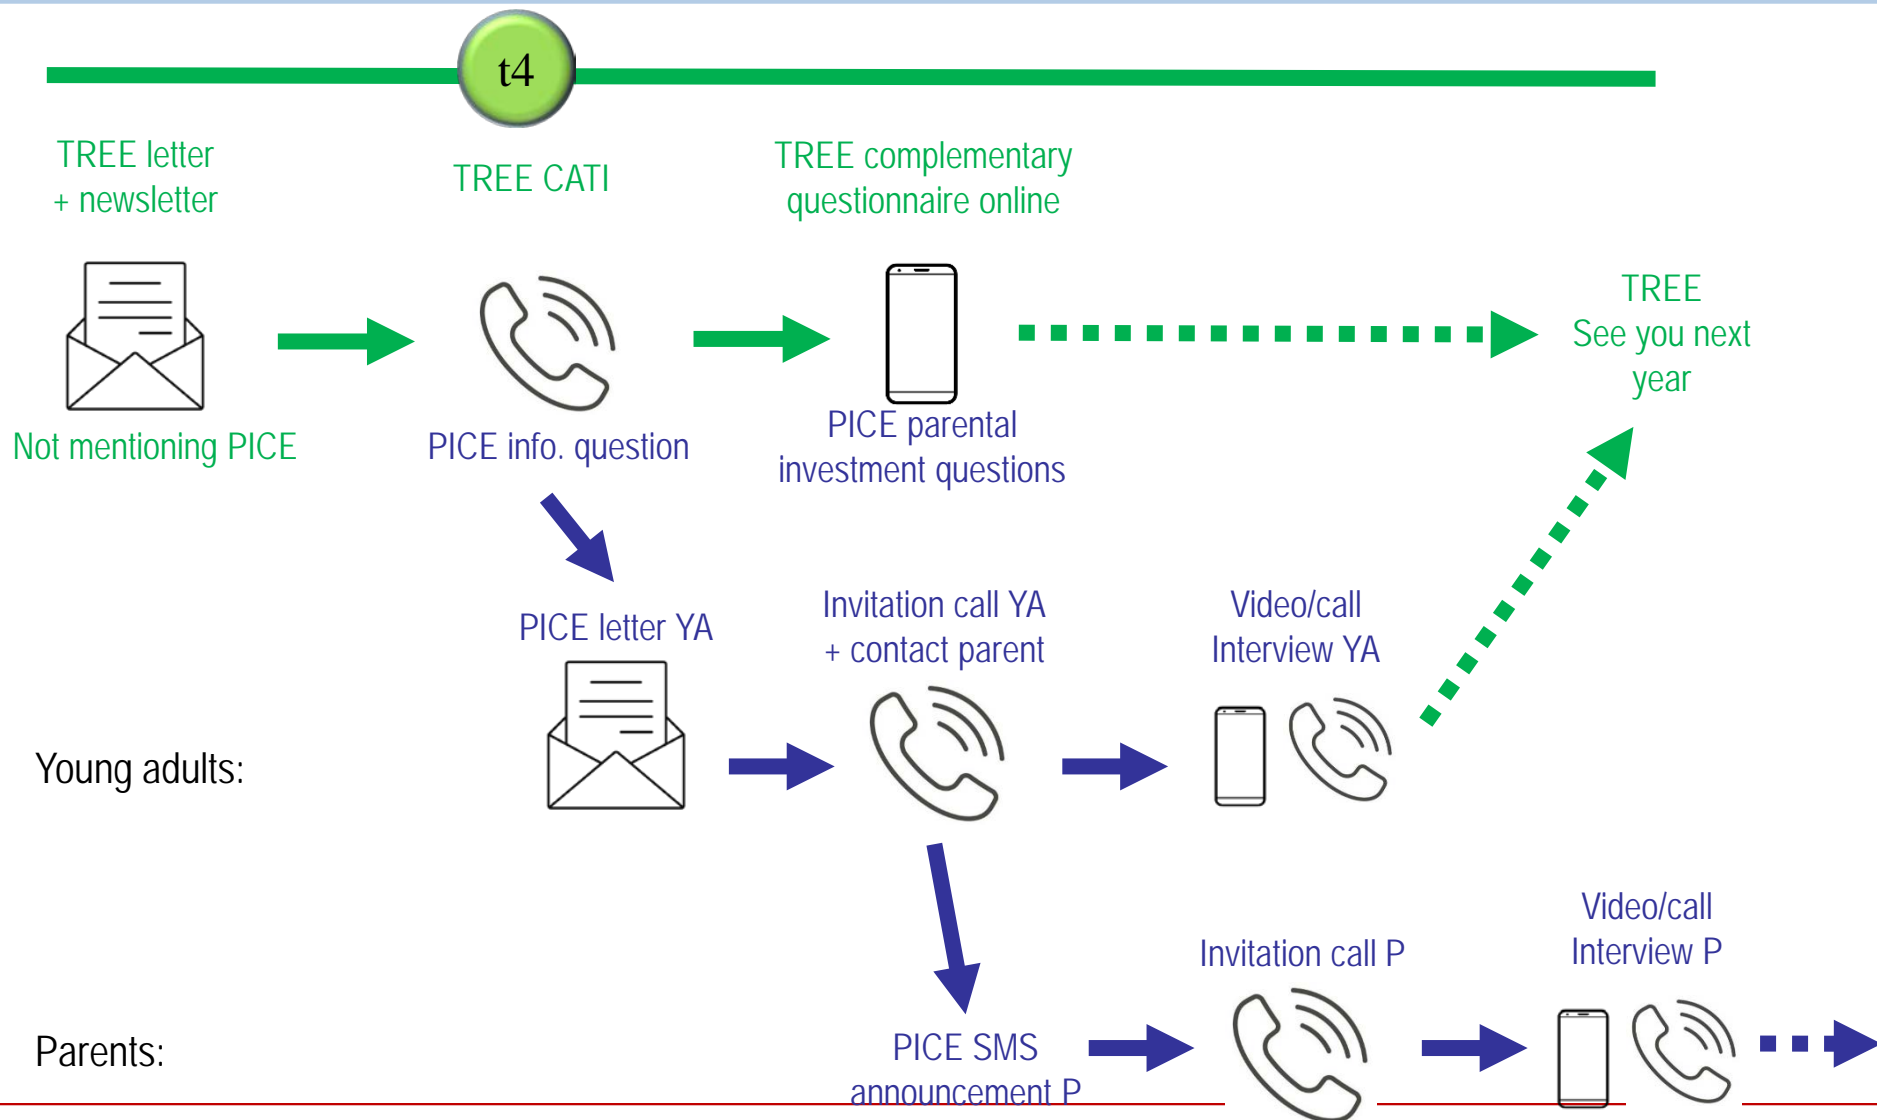 t4
TREE letter
+ newsletter
TREE CATI
TREE complementary
questionnaire online
TREE
See you next
year
Not mentioning PICE
PICE info. question
PICE parental
investment questions
PICE letter YA
Invitation call YA
+ contact parent
Video/call
Interview YA
Young adults:
Video/call
Interview P
Invitation call P
Parents:
PICE SMS
announcement P